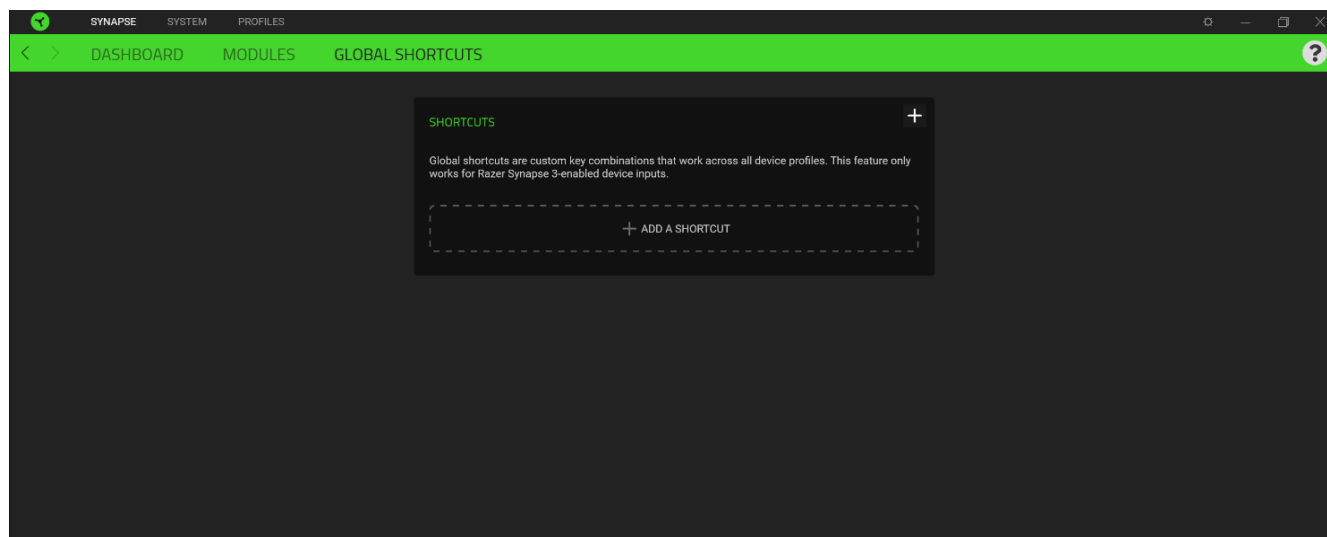 SYNAPSE SYSTEM PROFILES
DASHBOARD MODULES GLOBAL SHORTCUTS ?
SHORTCUTS
Global shortcuts are custom key combinations that work across all device profiles. This feature only
works for Razer Synapse 3-enabled device inputs.
ADD A SHORTCUT